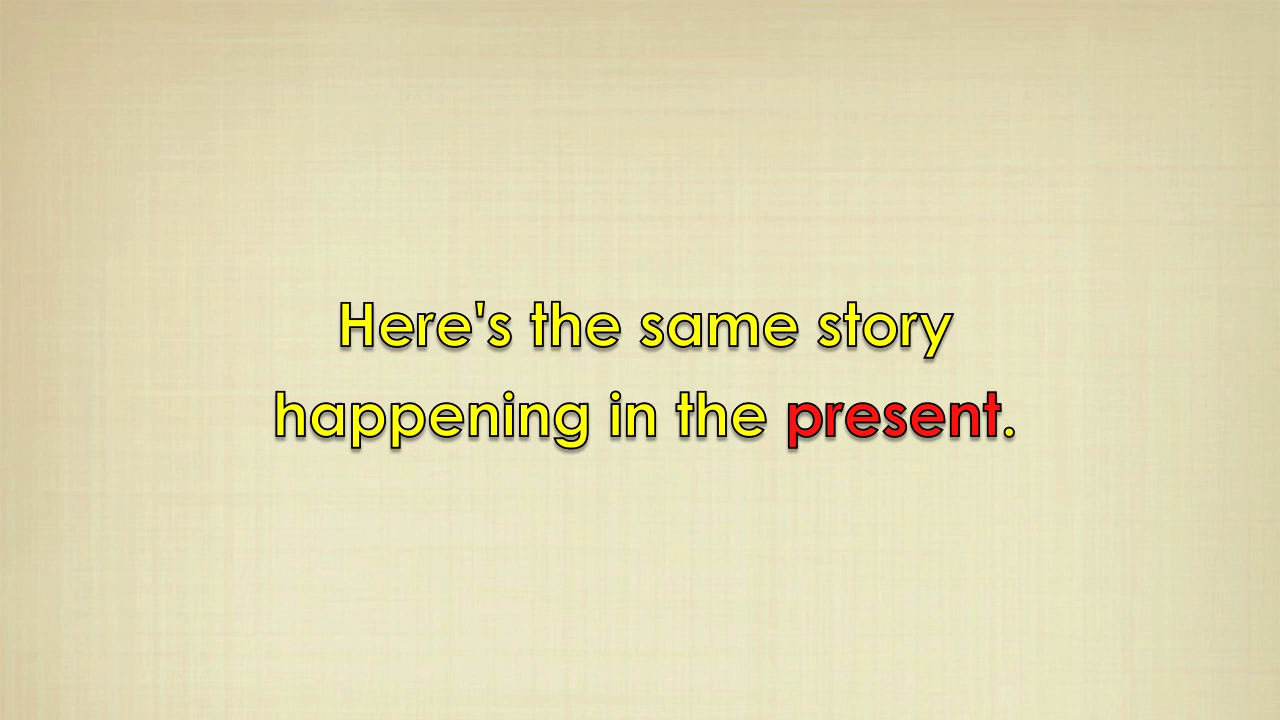 Here's the same story
happening in the present.